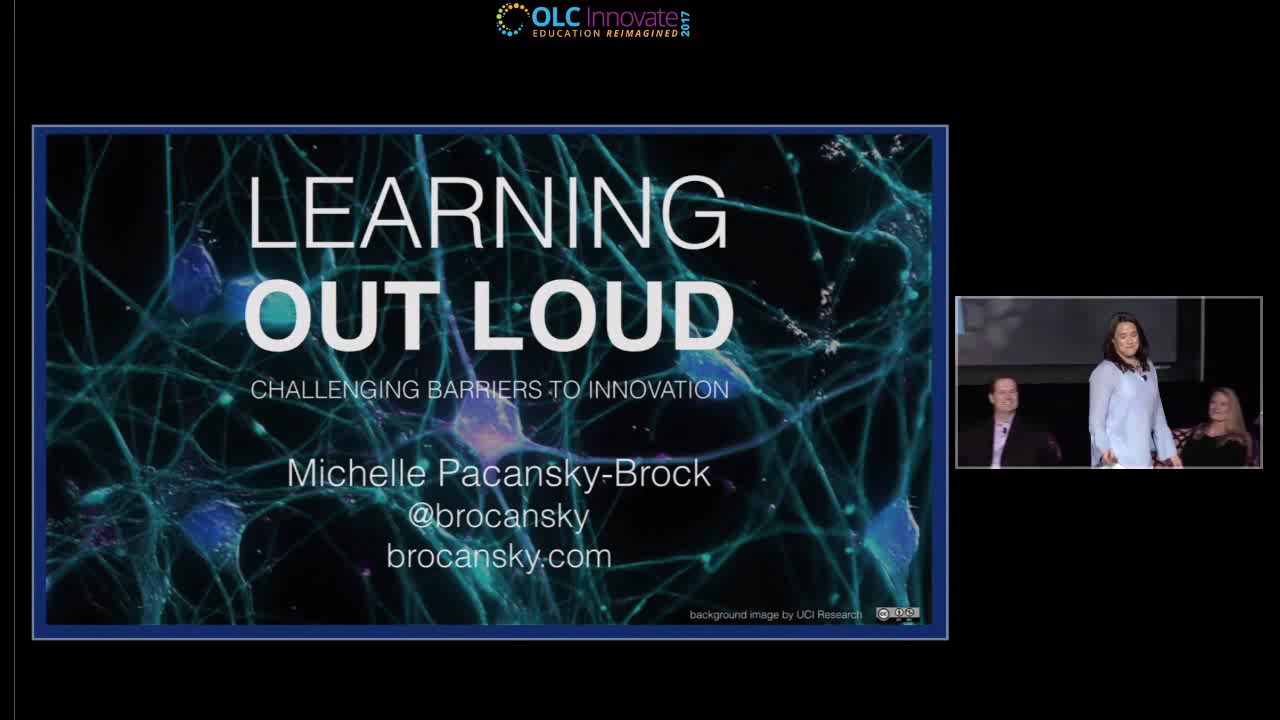 OLC Innovate 2017
EDUCATION REIMAGINED
LEARNING
OUT LOUD
CHALLENGING BARRIERS TO INNOVATION
Michelle Pacansky-Brock
@brocansky
brocansky.com
background image by UCI Research